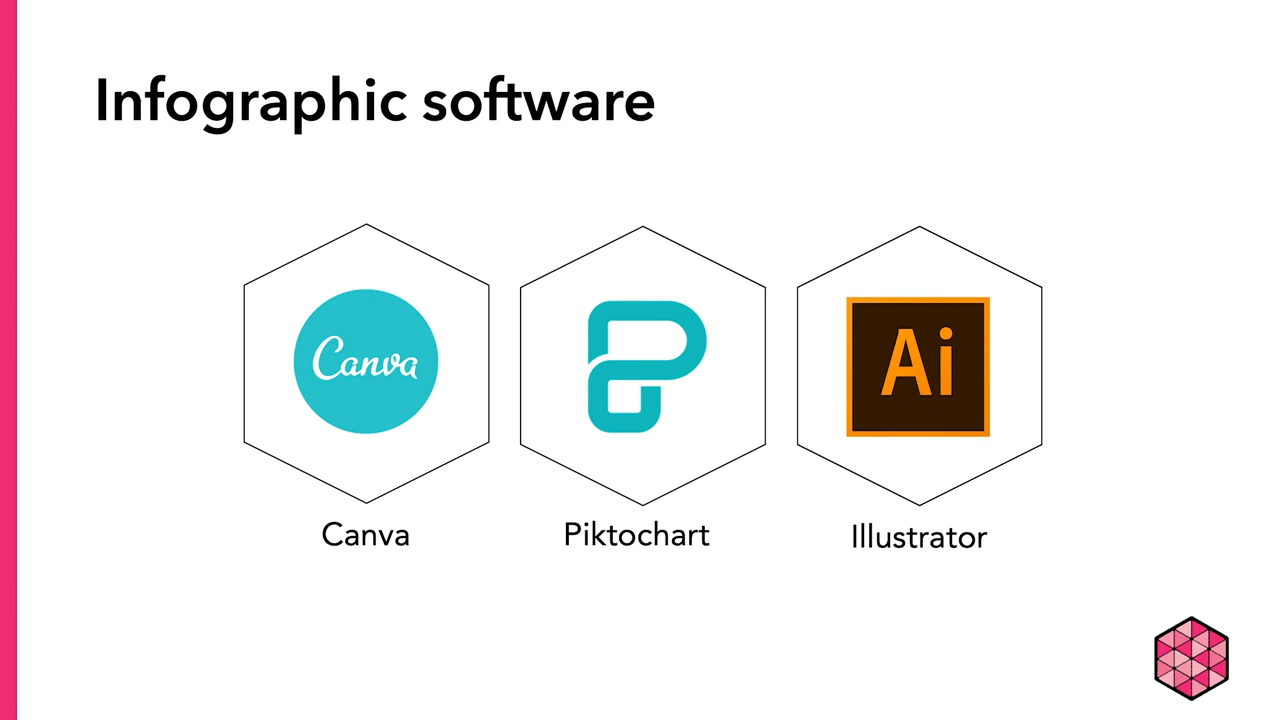 Infographic software
Canva
Ai
Canva
Piktochart
Illustrator